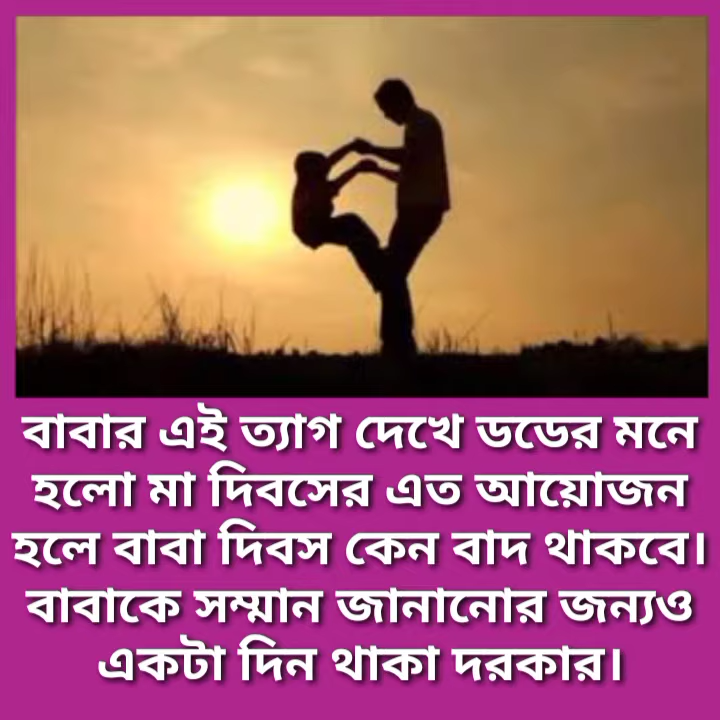 বাবার এই ত্যাগ দেখে ডডের মনে
হলো মা দিবসের এত আয়োজন
হলে বাবা দিবস কেন বাদ থাকবে।
বাবাকে সম্মান জানানোর জন্যও
একটা দিন থাকা দরকার।